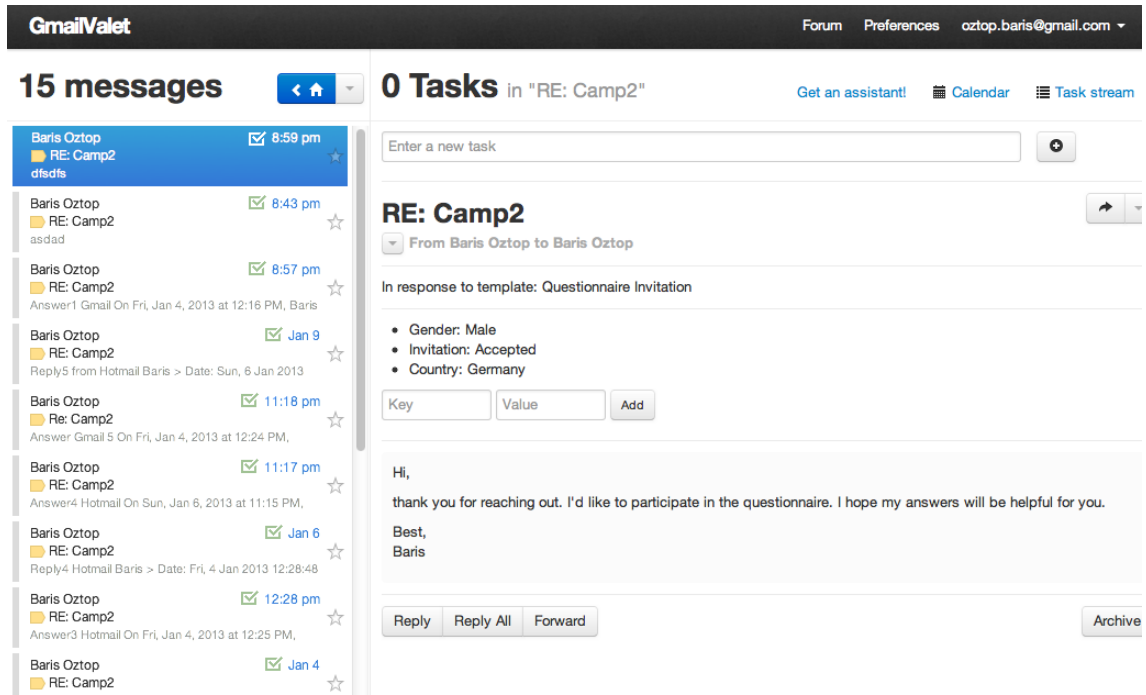 GmailValet
Forum Preferences oztop.baris@gmail.com
15 messages
0 Tasks in "RE: Camp2"
Get an assistant! Calendar Task stream
Baris Oztop 8:59 pm
RE: Camp2
dfsdfs
Baris Oztop 8:43 pm
RE: Camp2
asdad
Baris Oztop 8:57 pm
RE: Camp2
Answer1 Gmail On Fri, Jan 4, 2013 at 12:16 PM, Baris
Baris Oztop Jan 9
RE: Camp2
Reply5 from Hotmail Baris > Date: Sun, 6 Jan 2013
Baris Oztop 11:18 pm
Re: Camp2
Answer Gmail 5 On Fri, Jan 4, 2013 at 12:24 PM,
Baris Oztop 11:17 pm
RE: Camp2
Answer4 Hotmail On Sun, Jan 6, 2013 at 11:15 PM,
Baris Oztop Jan 6
RE: Camp2
Reply4 Hotmail Baris > Date: Fri, 4 Jan 2013 12:28:48
Baris Oztop 12:28 pm
RE: Camp2
Answer3 Hotmail On Fri, Jan 4, 2013 at 12:25 PM,
Baris Oztop Jan 4
RE: Camp2
Enter a new task
RE: Camp2
From Baris Oztop to Baris Oztop
In response to template: Questionnaire Invitation
• Gender: Male
• Invitation: Accepted
• Country: Germany
Key Value Add
Hi,
thank you for reaching out. I'd like to participate in the questionnaire. I hope my answers will be helpful for you.
Best,
Baris
Reply Reply All Forward Archive